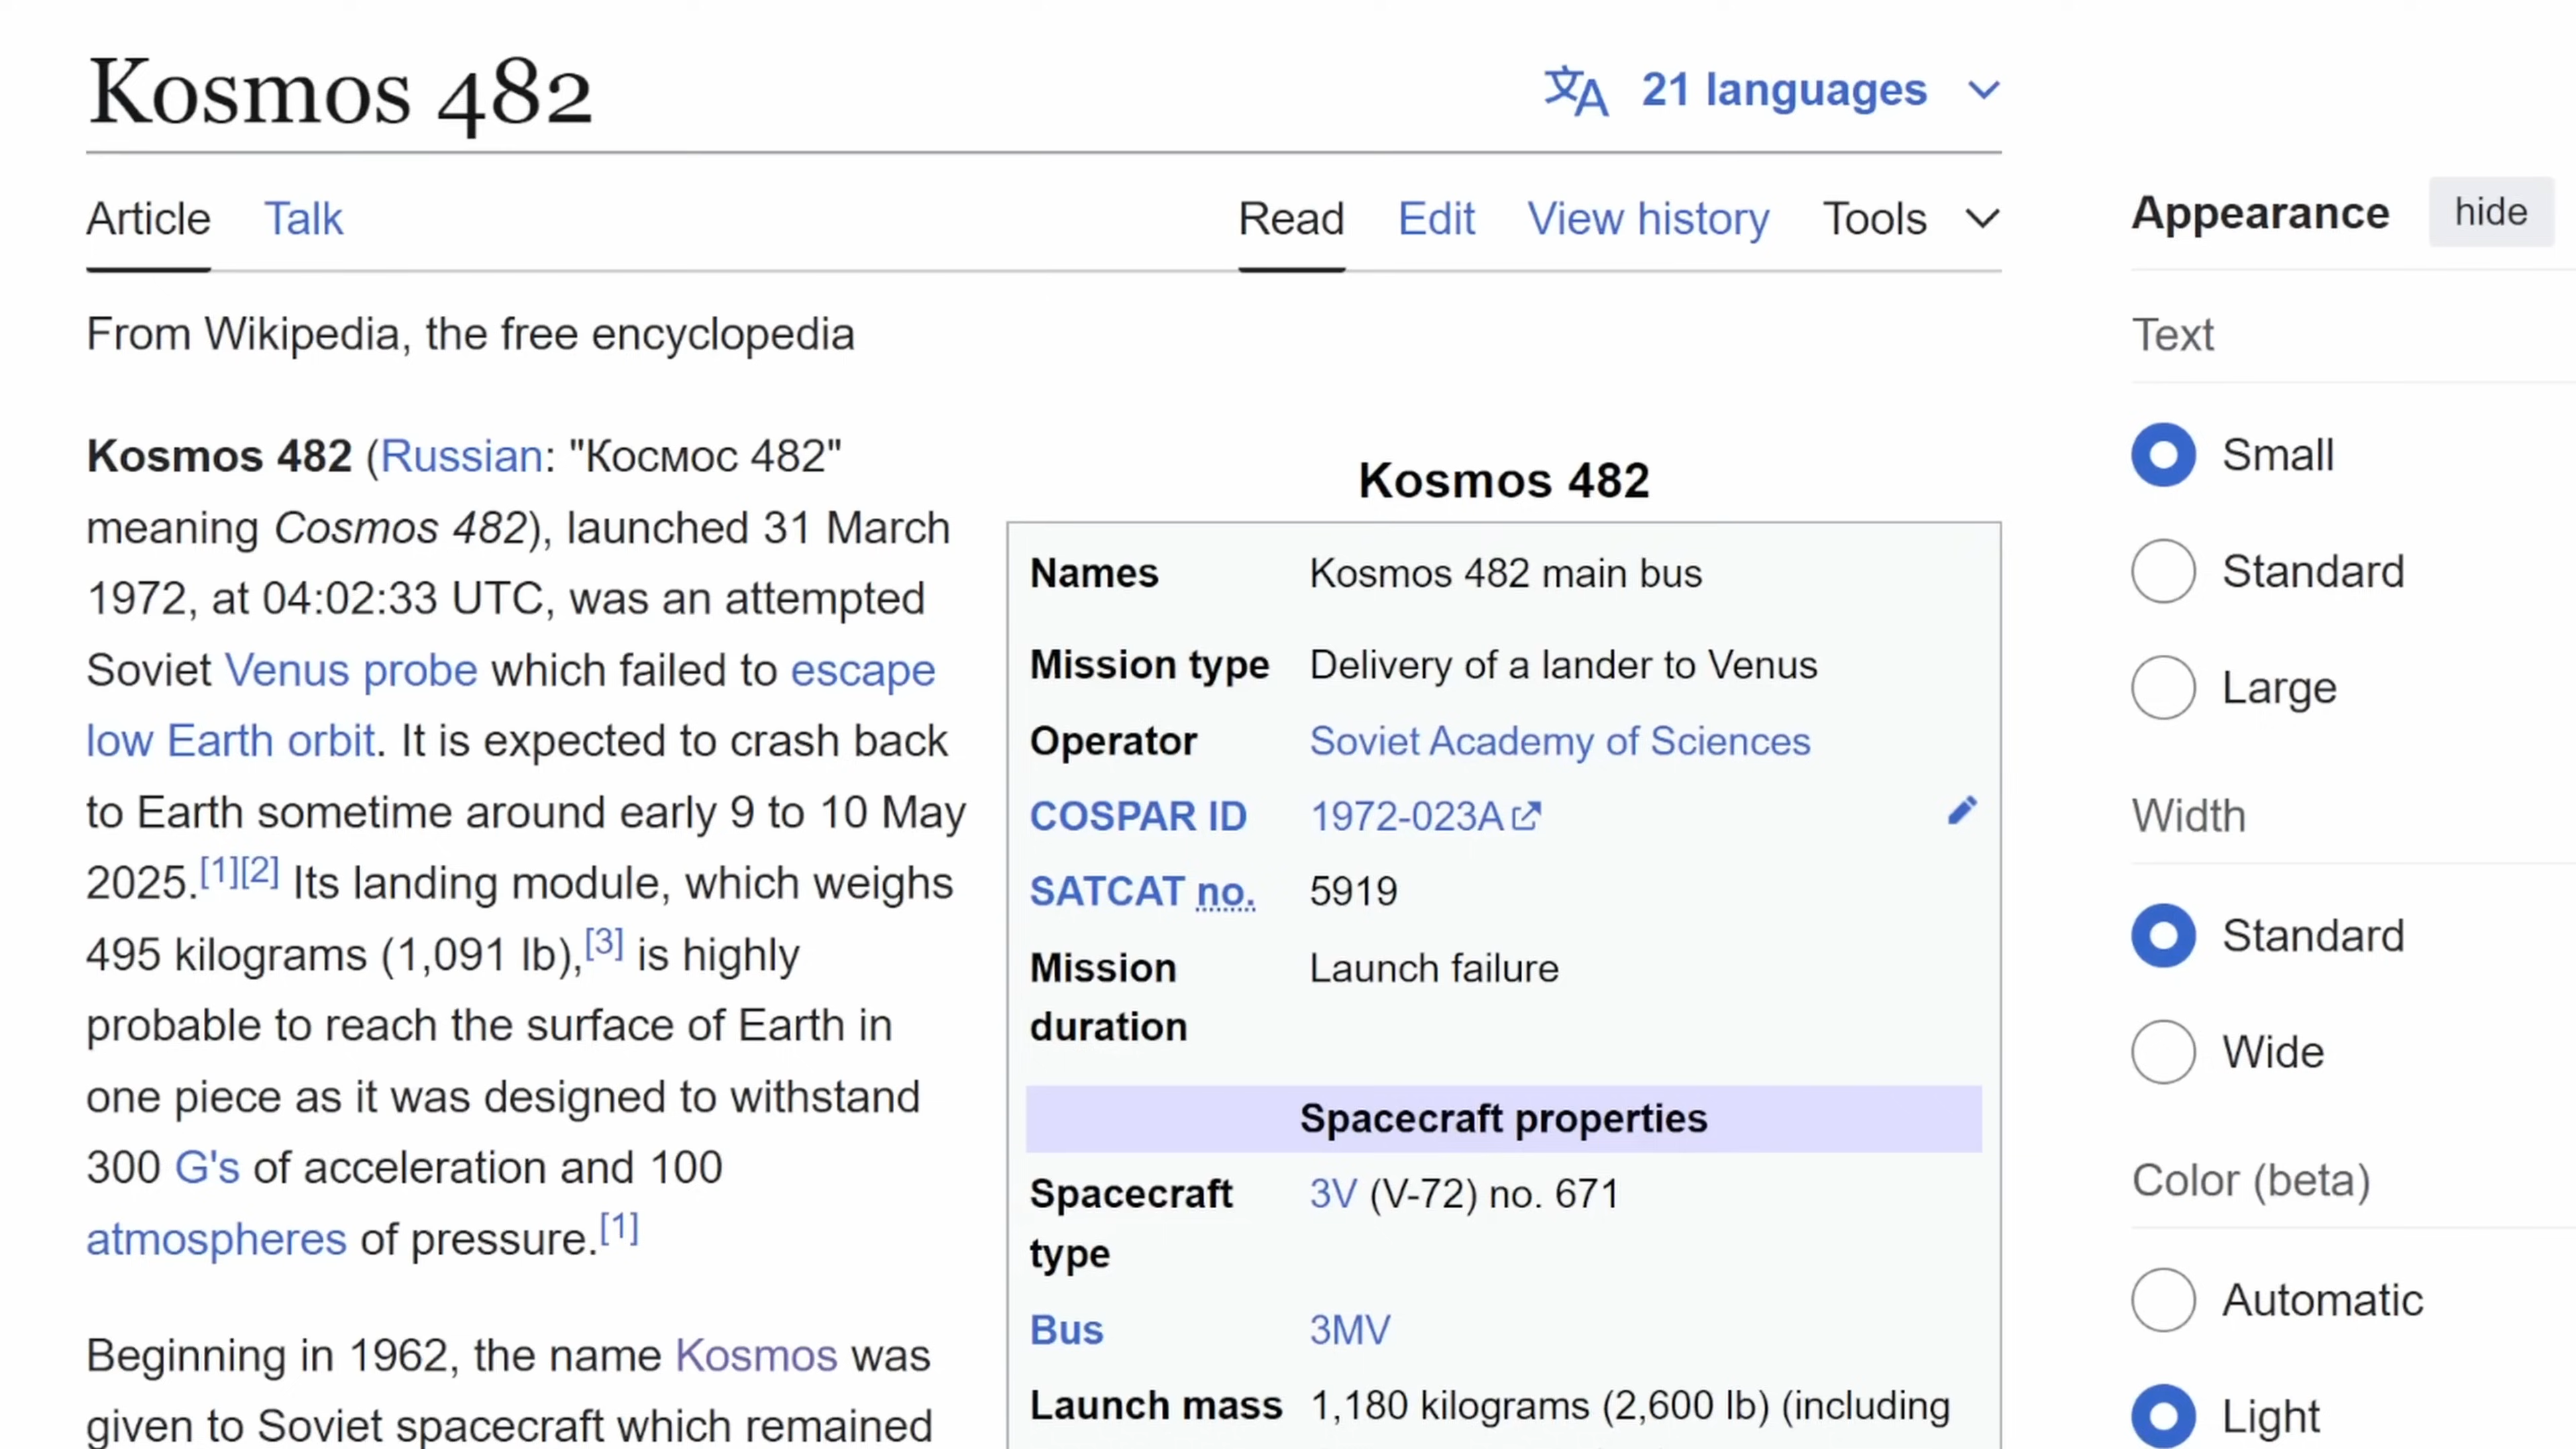 Kosmos 482
21 languages
Article Talk
Read Edit View history Tools
From Wikipedia, the free encyclopedia
Kosmos 482 (Russian: "Космос 482"
meaning Cosmos 482), launched 31 March
1972, at 04:02:33 UTC, was an attempted
Soviet Venus probe which failed to escape
low Earth orbit. It is expected to crash back
to Earth sometime around early 9 to 10 May
2025.[1][2] Its landing module, which weighs
495 kilograms (1,091 lb),[3] is highly
probable to reach the surface of Earth in
one piece as it was designed to withstand
300 G's of acceleration and 100
atmospheres of pressure.[1]
Beginning in 1962, the name Kosmos was
given to Soviet spacecraft which remained
Kosmos 482
Names Kosmos 482 main bus
Mission type Delivery of a lander to Venus
Operator Soviet Academy of Sciences
COSPAR ID 1972-023A
SATCAT no. 5919
Mission Launch failure
duration
Spacecraft properties
Spacecraft 3V (V-72) no. 671
type
Bus 3MV
Launch mass 1,180 kilograms (2,600 lb) (including
Appearance hide
Text
Small
Standard
Large
Width
Standard
Wide
Color (beta)
Automatic
Light